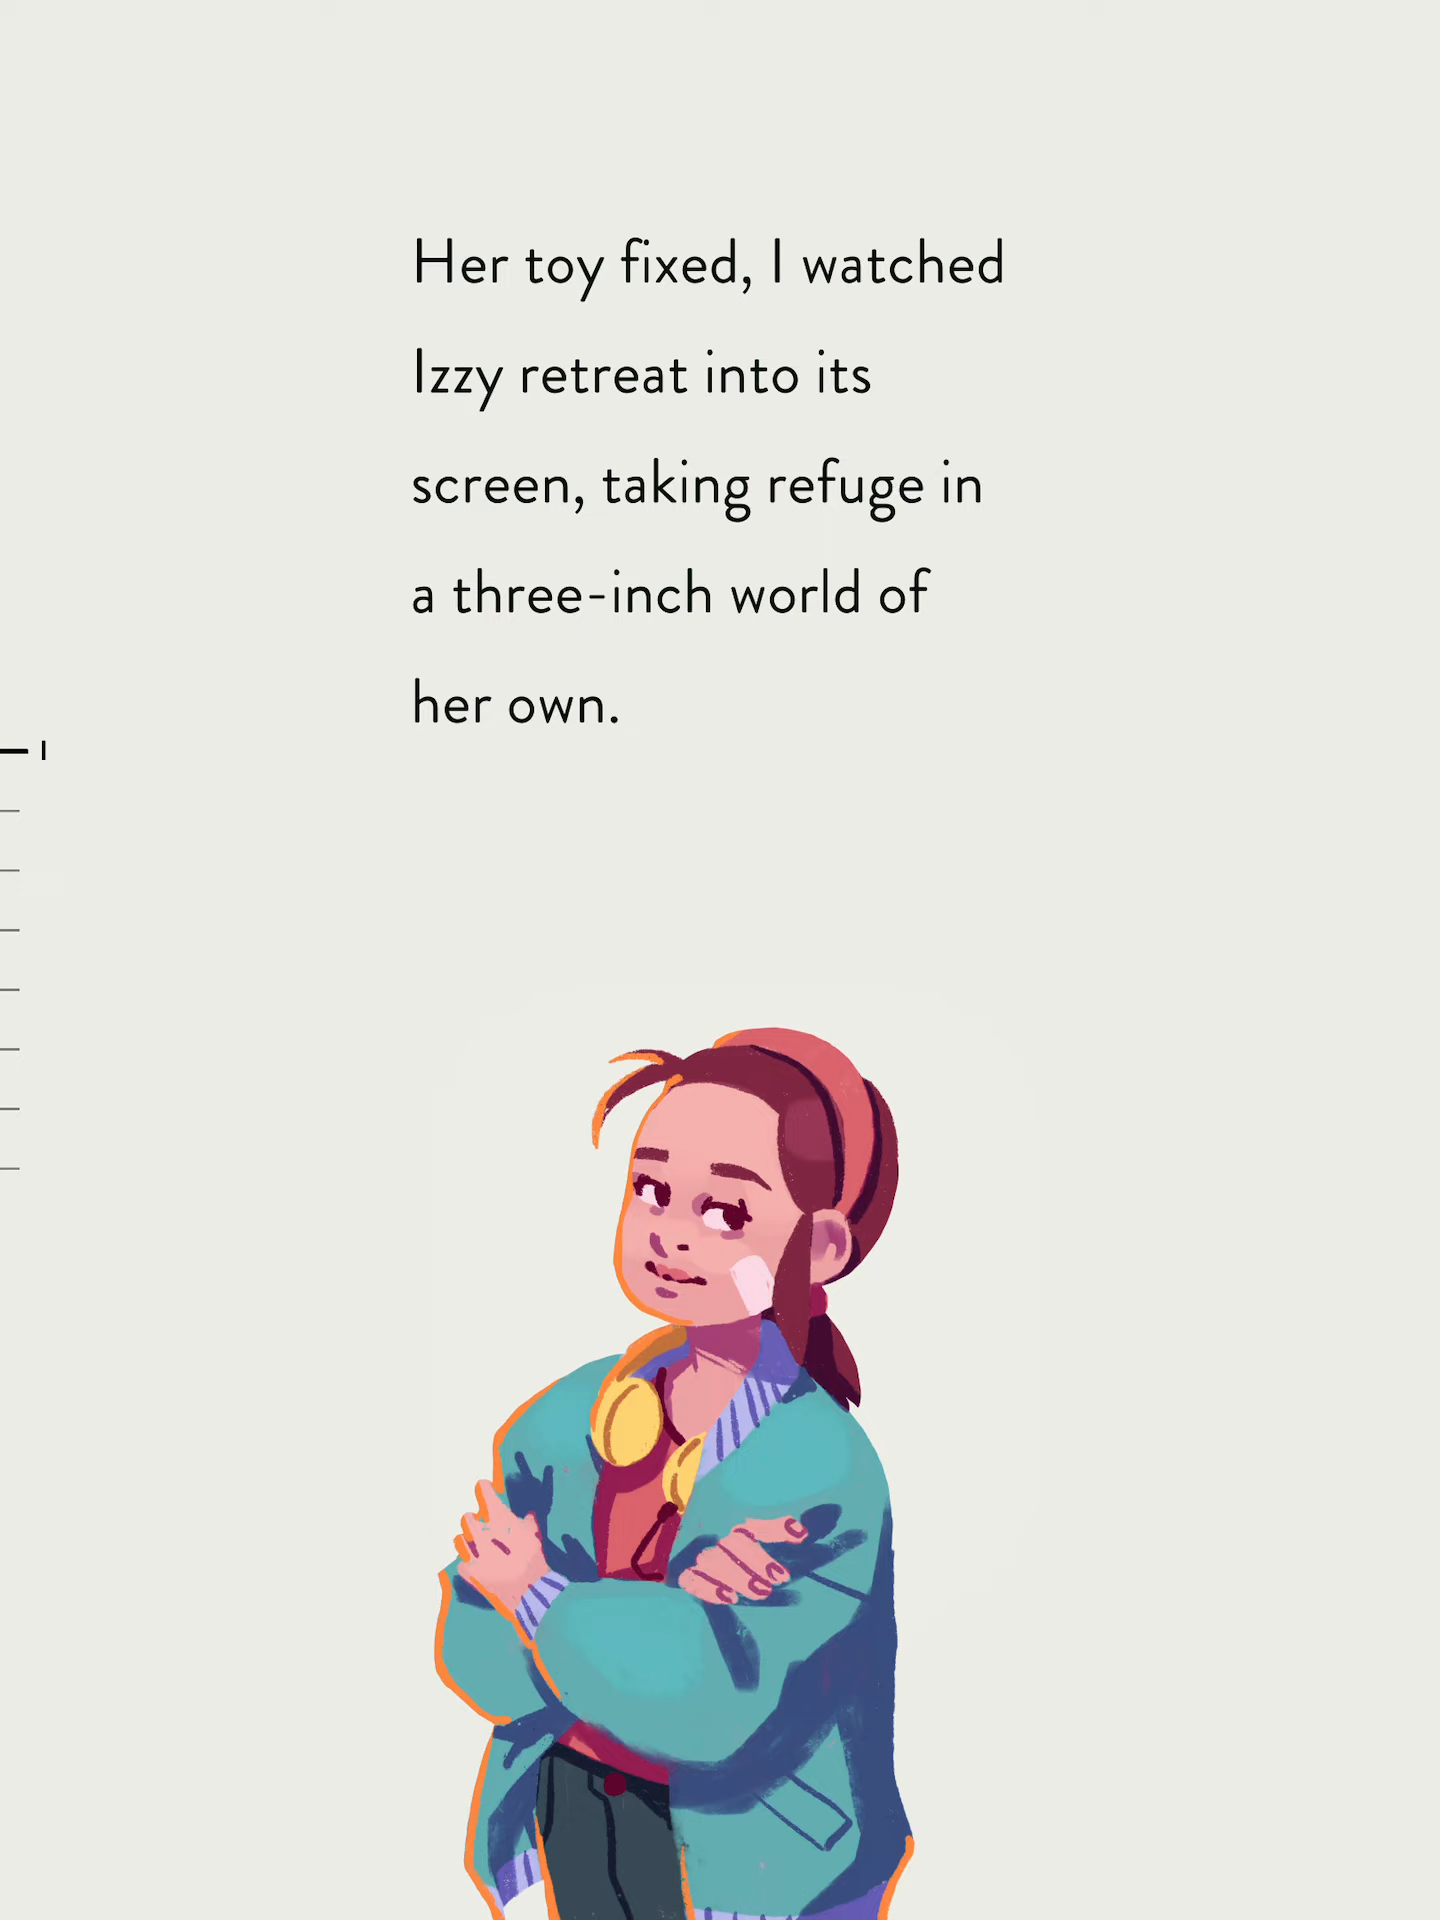 Her toy fixed, I watched
Izzy retreat into its
screen, taking refuge in
a three-inch world of
her own.